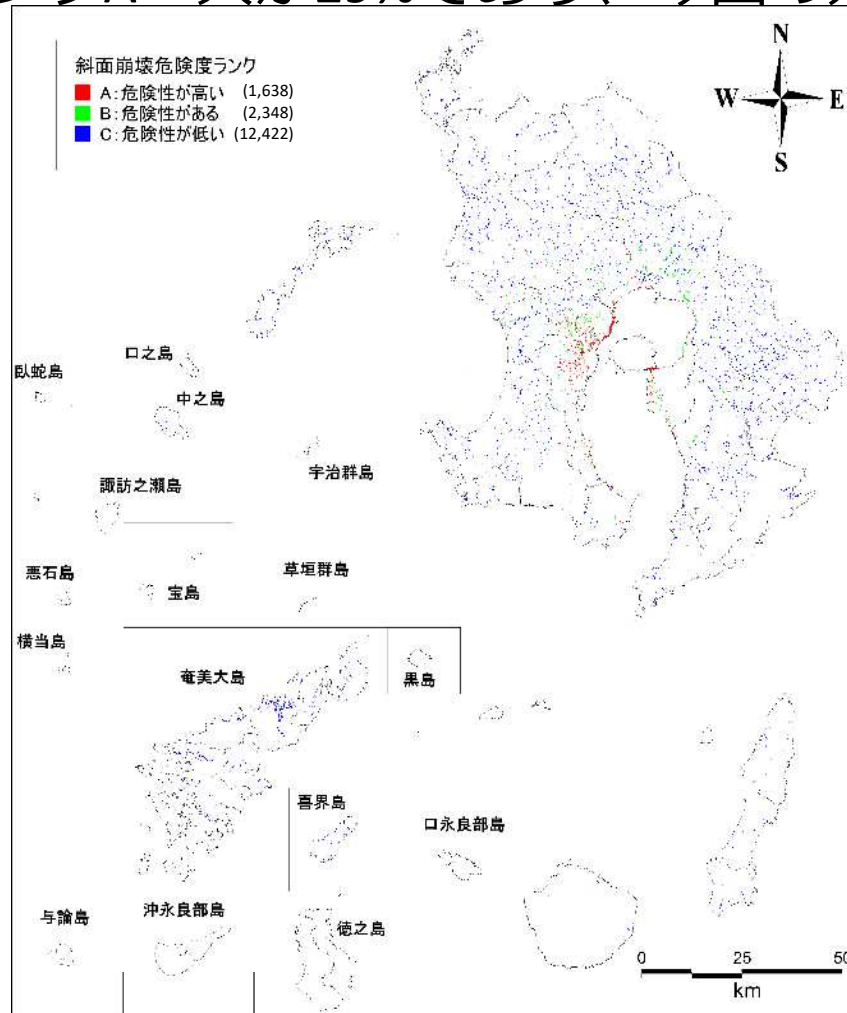 斜面崩壊危険度ランク
A:危険性が高い (1,638)
B:危険性がある (2,348)
C:危険性が低い (12,422)
N
W E
S
口之島
臥蛇島
中之島
宇治群島
諏訪之瀬島
悪石島
宝島
草垣群島
横当島
奄美大島
黒島
喜界島
口永良部島
与論島
沖永良部島
徳之島
0 25 50
km